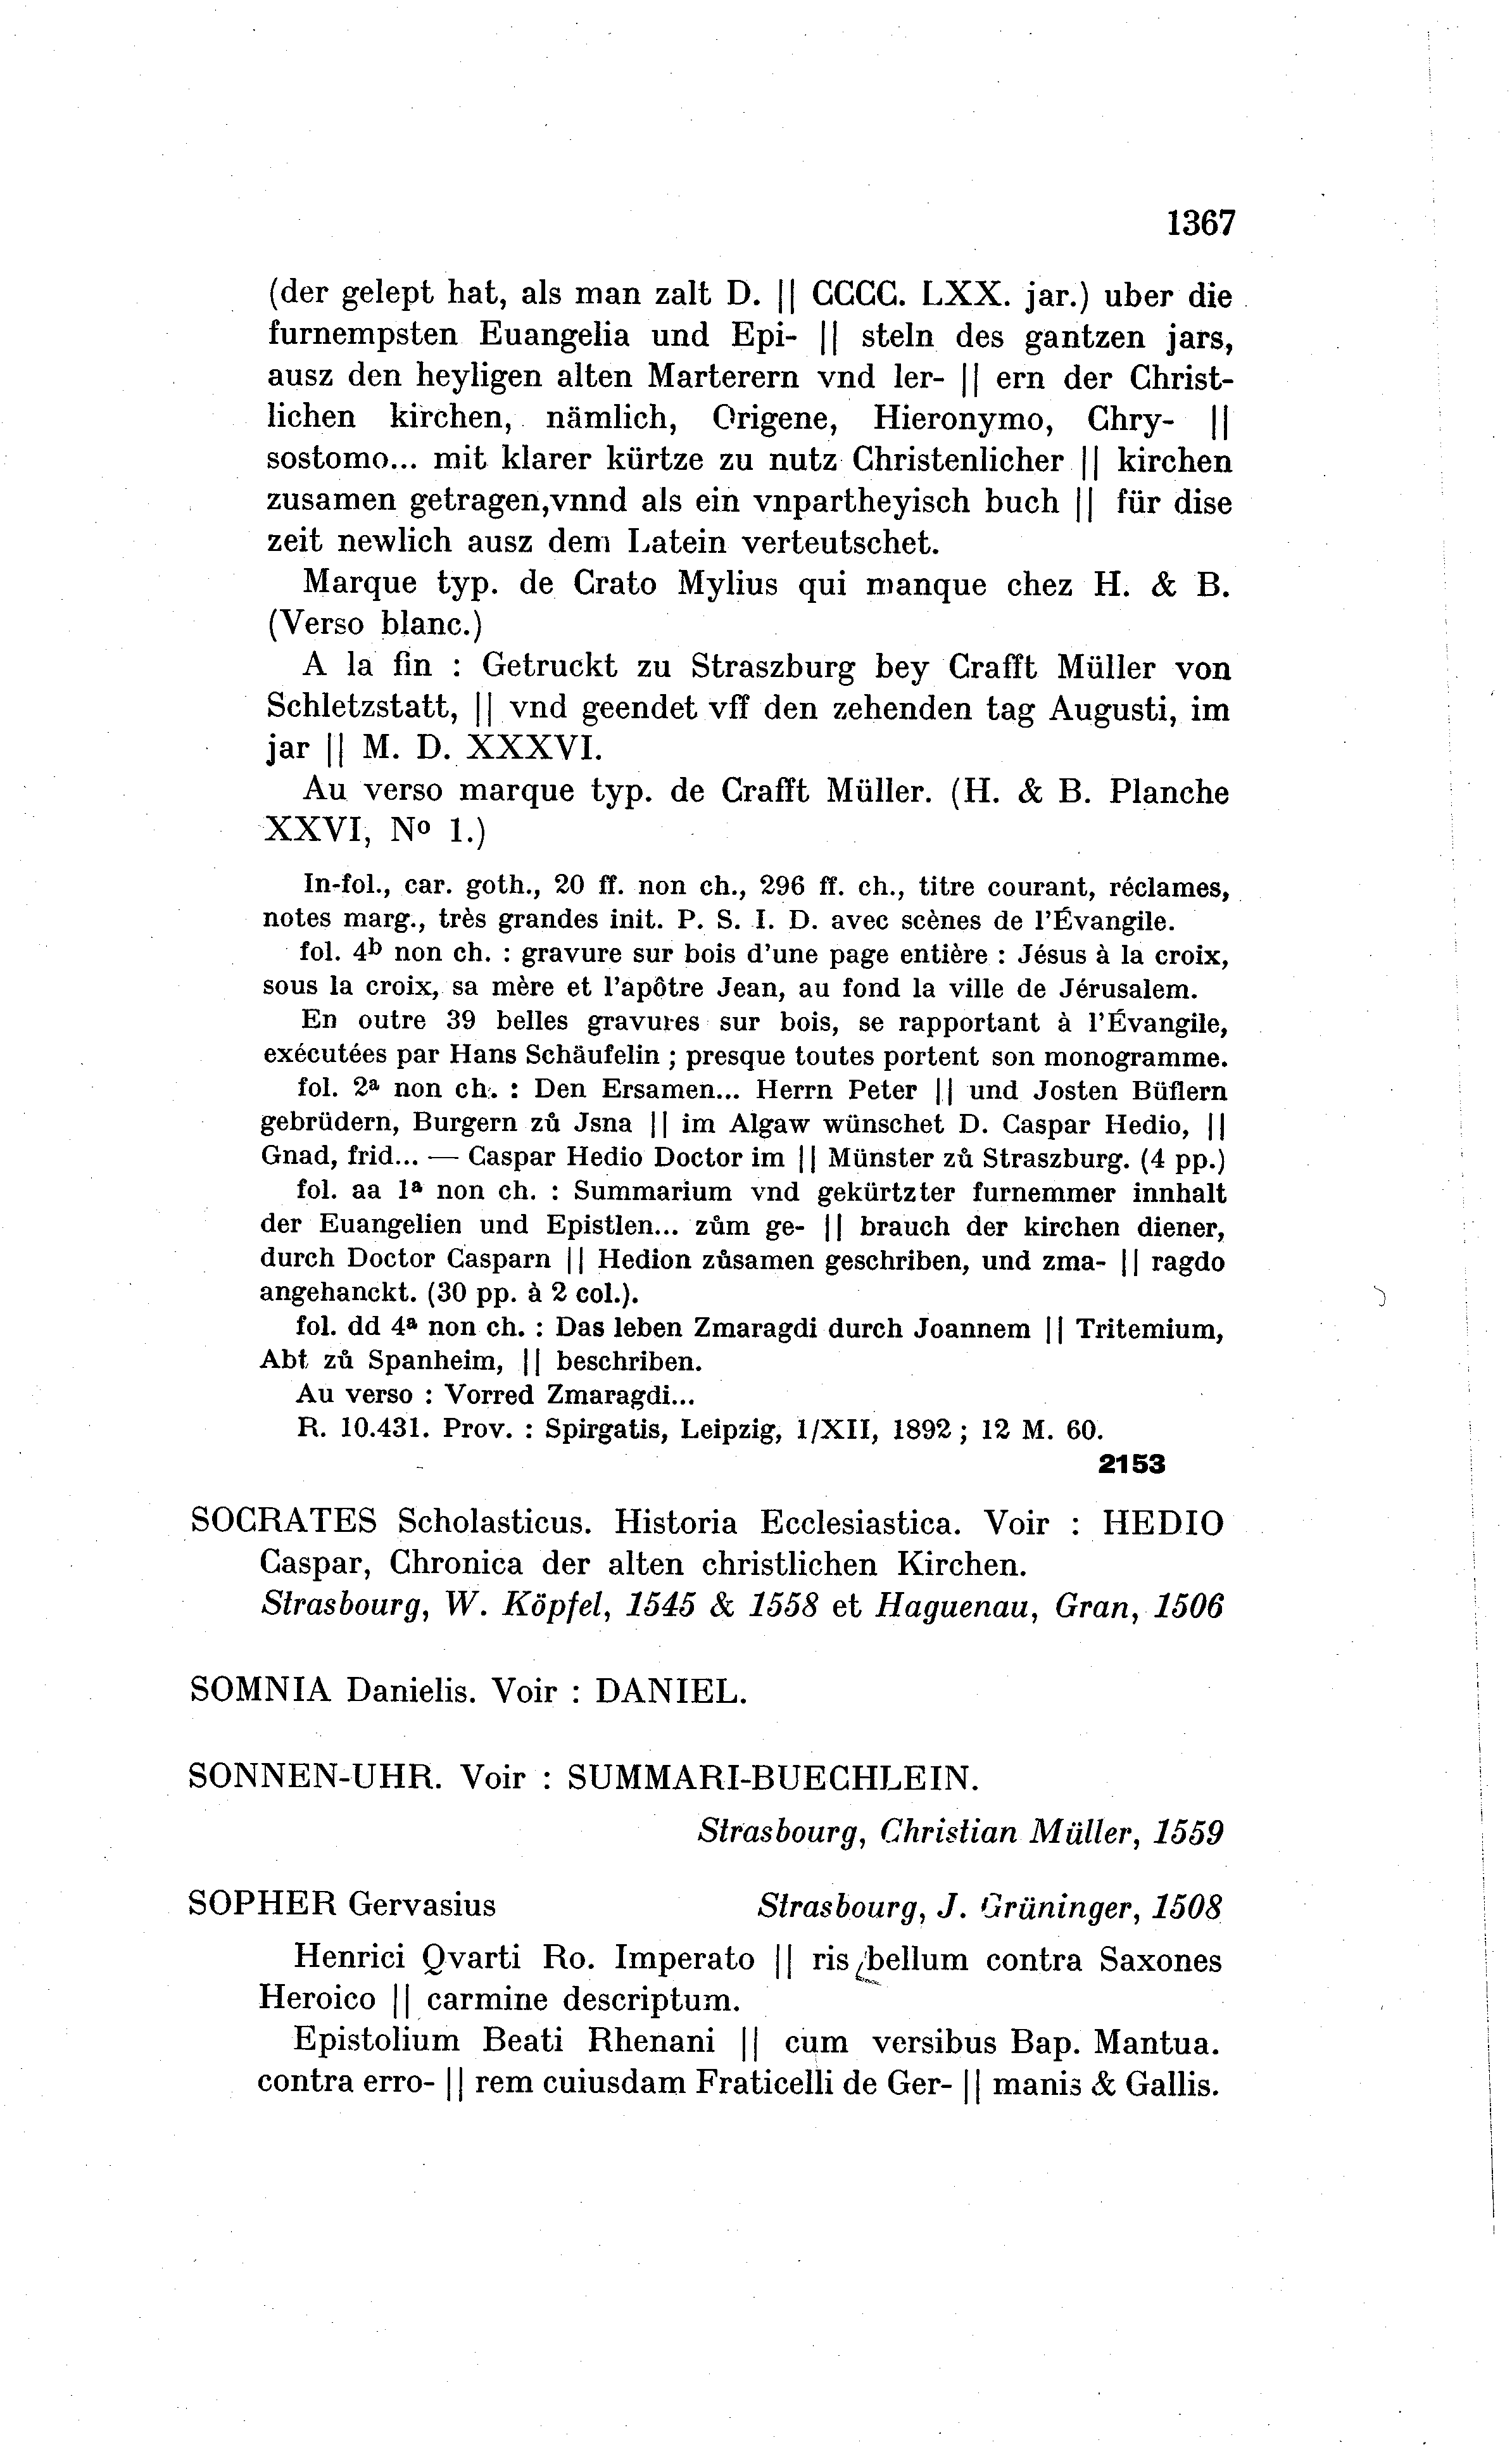 1367
(der gelept hat, als man zalt D. || CCCC. LXX. jar.) uber die
furnempsten Euangelia und Epi- || steln des gantzen jars,
ausz den heyligen alten Marterern vnd ler- || ern der Christ-
lichen kirchen, nämlich, Origene, Hieronymo, Chry- ||
sostomo... mit klarer kürtze zu nutz Christenlicher || kirchen
zusamen getragen,vnnd als ein vnpartheyisch buch || für dise
zeit newlich ausz dem Latein verteutschet.
Marque typ. de Crato Mylius qui manque chez H. & B.
(Verso blanc.)
A la fin : Getruckt zu Straszburg bey Crafft Müller von
Schletzstatt, || vnd geendet vff den zehenden tag Augusti, im
jar || M. D. XXXVI.
Au verso marque typ. de Crafft Müller. (H. & B. Planche
XXVI, Nº 1.)
In-fol., car. goth., 20 ff. non ch., 296 ff. ch., titre courant, réclames,
notes marg., très grandes init. P. S. I. D. avec scènes de l'Évangile.
fol. 4ᵇ non ch. : gravure sur bois d'une page entière : Jésus à la croix,
sous la croix, sa mère et l'apôtre Jean, au fond la ville de Jérusalem.
En outre 39 belles gravures sur bois, se rapportant à l'Évangile,
exécutées par Hans Schäufelin ; presque toutes portent son monogramme.
fol. 2ª non ch. : Den Ersamen... Herrn Peter || und Josten Büflern
gebrüdern, Burgern zů Jsna || im Algaw wünschet D. Caspar Hedio, ||
Gnad, frid... — Caspar Hedio Doctor im || Münster zů Straszburg. (4 pp.)
fol. aa 1ª non ch. : Summarium vnd gekürtzter furnemmer innhalt
der Euangelien und Epistlen... zům ge- || brauch der kirchen diener,
durch Doctor Casparn || Hedion zůsamen geschriben, und zma- || ragdo
angehanckt. (30 pp. à 2 col.).
fol. dd 4ª non ch. : Das leben Zmaragdi durch Joannem || Tritemium,
Abt zů Spanheim, || beschriben.
Au verso : Vorred Zmaragdi...
R. 10.431. Prov. : Spirgatis, Leipzig, 1/XII, 1892 ; 12 M. 60.
2153
SOCRATES Scholasticus. Historia Ecclesiastica. Voir : HEDIO
Caspar, Chronica der alten christlichen Kirchen.
Strasbourg, W. Köpfel, 1545 & 1558 et Haguenau, Gran, 1506
SOMNIA Danielis. Voir : DANIEL.
SONNEN-UHR. Voir : SUMMARI-BUECHLEIN.
Strasbourg, Christian Müller, 1559
SOPHER Gervasius Strasbourg, J. Grüninger, 1508
Henrici Qvarti Ro. Imperato || ris bellum contra Saxones
Heroico || carmine descriptum.
Epistolium Beati Rhenani || cum versibus Bap. Mantua.
contra erro- || rem cuiusdam Fraticelli de Ger- || manis & Gallis.